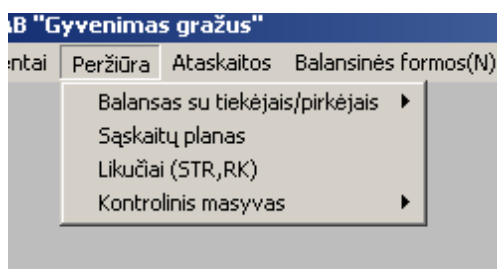 AB "Gyvenimas gražus"
entai Peržiūra Ataskaitos Balansinės formos(N)
Balansas su tiekėjais/pirkėjais
Sąskaitų planas
Likučiai (STR,RK)
Kontrolinis masyvas